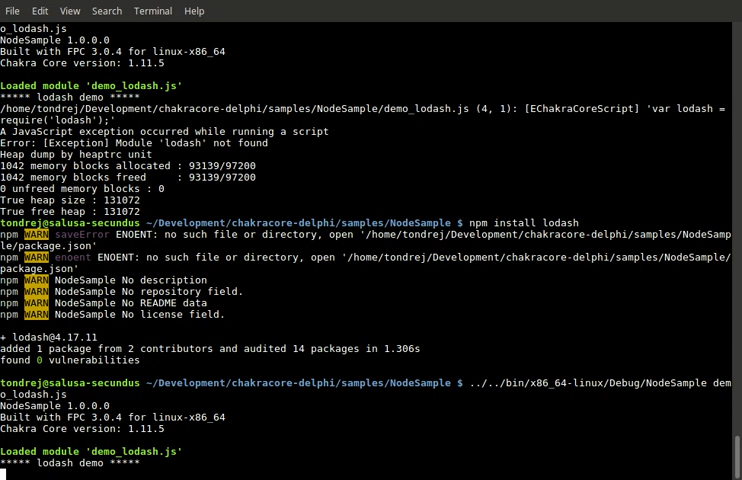 File Edit View Search Terminal Help
o_lodash.js
NodeSample 1.0.0.0
Built with FPC 3.0.4 for linux-x86_64
Chakra Core version: 1.11.5
Loaded module 'demo_lodash.js'
***** lodash demo *****
/home/tondrej/Development/chakracore-delphi/samples/NodeSample/demo_lodash.js (4, 1): [EChakraCoreScript] 'var lodash =
require('lodash');'
A JavaScript exception occurred while running a script
Error: [Exception] Module 'lodash' not found
Heap dump by heaptrc unit
1042 memory blocks allocated : 93139/97200
1042 memory blocks freed     : 93139/97200
0 unfreed memory blocks : 0
True heap size : 131072
True free heap : 131072
tondrej@salusa-secundus ~/Development/chakracore-delphi/samples/NodeSample $ npm install lodash
npm WARN saveError ENOENT: no such file or directory, open '/home/tondrej/Development/chakracore-delphi/samples/NodeSamp
le/package.json'
npm WARN enoent ENOENT: no such file or directory, open '/home/tondrej/Development/chakracore-delphi/samples/NodeSample/
package.json'
npm WARN NodeSample No description
npm WARN NodeSample No repository field.
npm WARN NodeSample No README data
npm WARN NodeSample No license field.
+ lodash@4.17.11
added 1 package from 2 contributors and audited 14 packages in 1.306s
found 0 vulnerabilities
tondrej@salusa-secundus ~/Development/chakracore-delphi/samples/NodeSample $ ../../bin/x86_64-linux/Debug/NodeSample dem
o_lodash.js
NodeSample 1.0.0.0
Built with FPC 3.0.4 for linux-x86_64
Chakra Core version: 1.11.5
Loaded module 'demo_lodash.js'
***** lodash demo *****